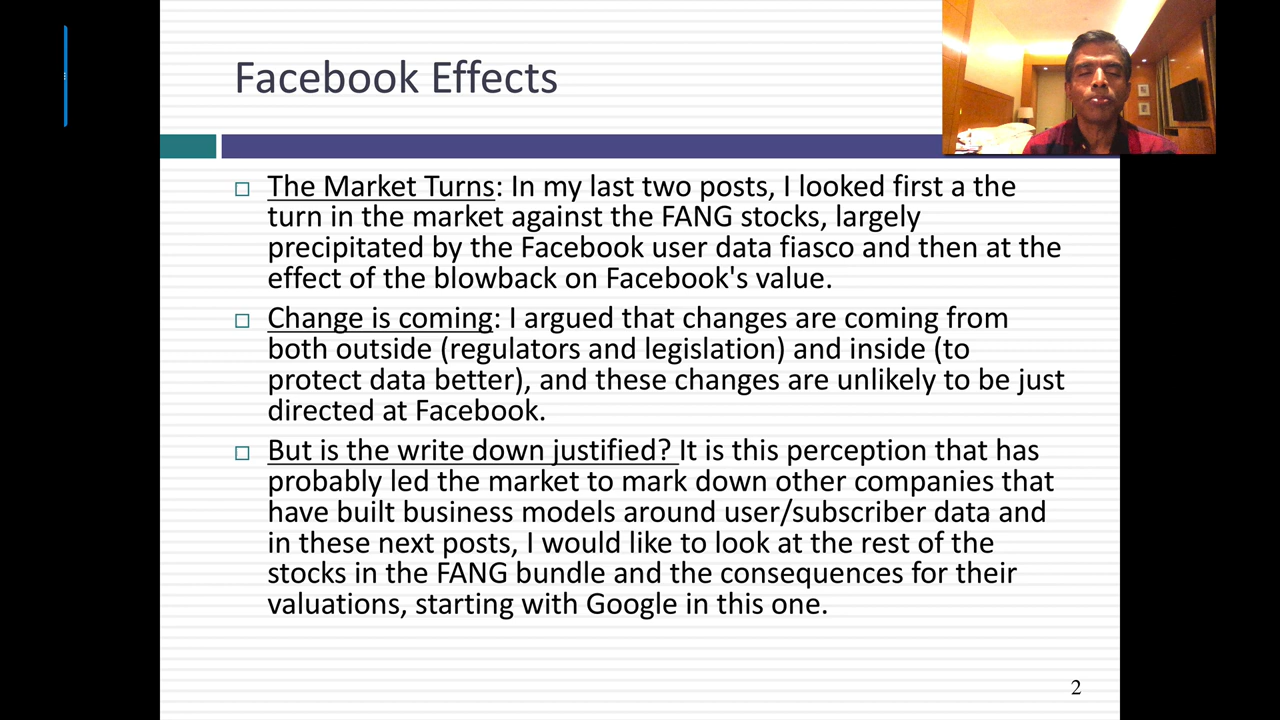 Facebook Effects
The Market Turns: In my last two posts, I looked first a the
turn in the market against the FANG stocks, largely
precipitated by the Facebook user data fiasco and then at the
effect of the blowback on Facebook's value.
Change is coming: I argued that changes are coming from
both outside (regulators and legislation) and inside (to
protect data better), and these changes are unlikely to be just
directed at Facebook.
But is the write down justified? It is this perception that has
probably led the market to mark down other companies that
have built business models around user/subscriber data and
in these next posts, I would like to look at the rest of the
stocks in the FANG bundle and the consequences for their
valuations, starting with Google in this one.
2